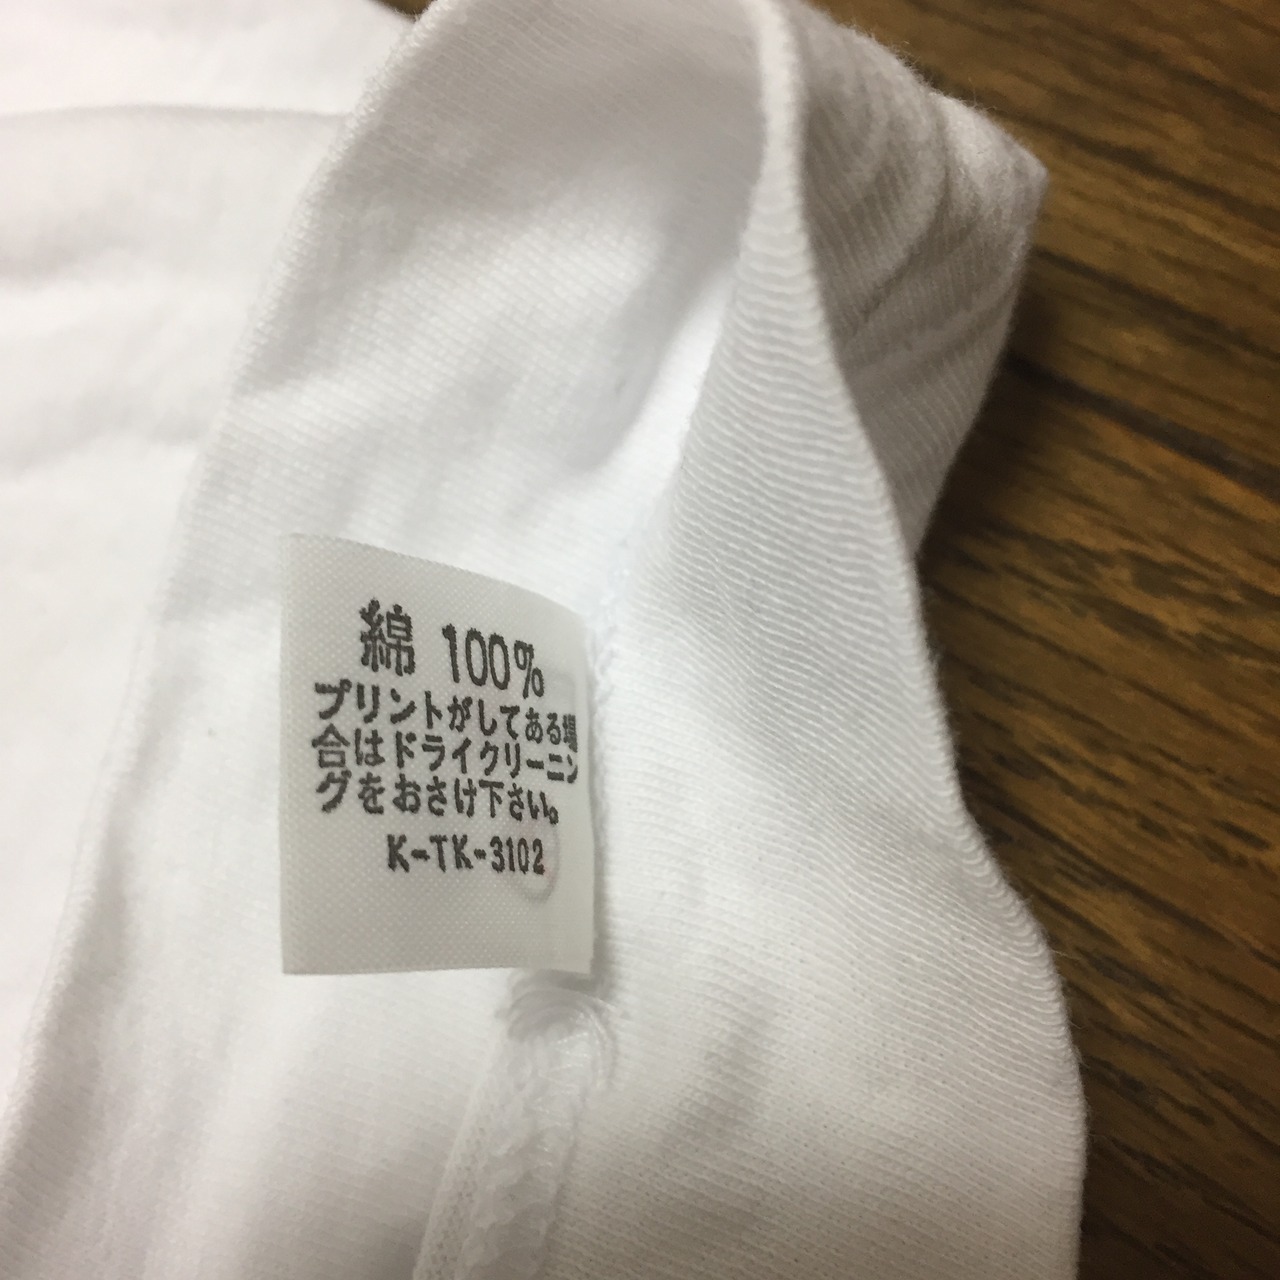 綿 100%
プリントがしてある場
合はドライクリーニン
グをおさけ下さい。
K-TK-3102